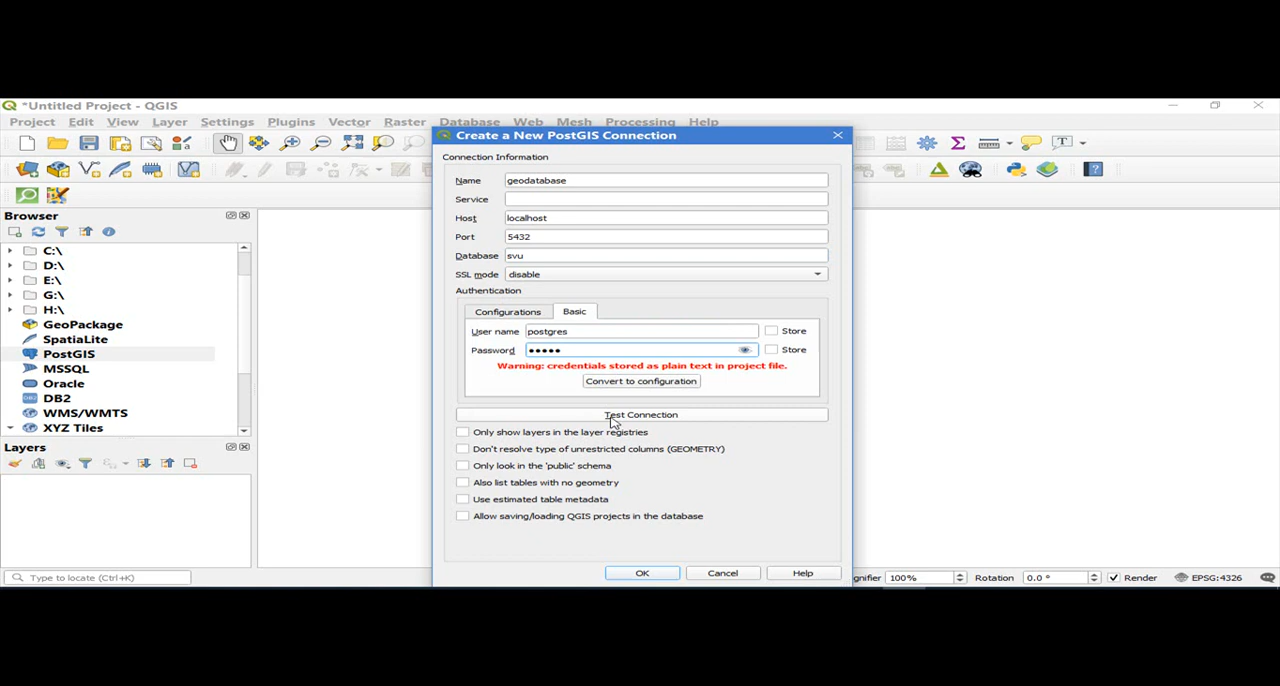 *Untitled Project - QGIS
Project Edit View Layer Settings Plugins Vector Raster Database Web Mesh Processing Help
Create a New PostGIS Connection
Connection Information
Name geodatabase
Service
Host localhost
Port 5432
Database svu
SSL mode disable
Authentication
Configurations Basic
User name postgres Store
Password ●●●●● Store
Warning: credentials stored as plain text in project file.
Convert to configuration
Test Connection
Only show layers in the layer registries
Don't resolve type of unrestricted columns (GEOMETRY)
Only look in the 'public' schema
Also list tables with no geometry
Use estimated table metadata
Allow saving/loading QGIS projects in the database
OK Cancel Help
Browser
C:\
D:\
E:\
G:\
H:\
GeoPackage
SpatiaLite
PostGIS
MSSQL
Oracle
DB2
WMS/WMTS
XYZ Tiles
Layers
Type to locate (Ctrl+K)
gnifier 100% Rotation 0.0 ° Render EPSG:4326